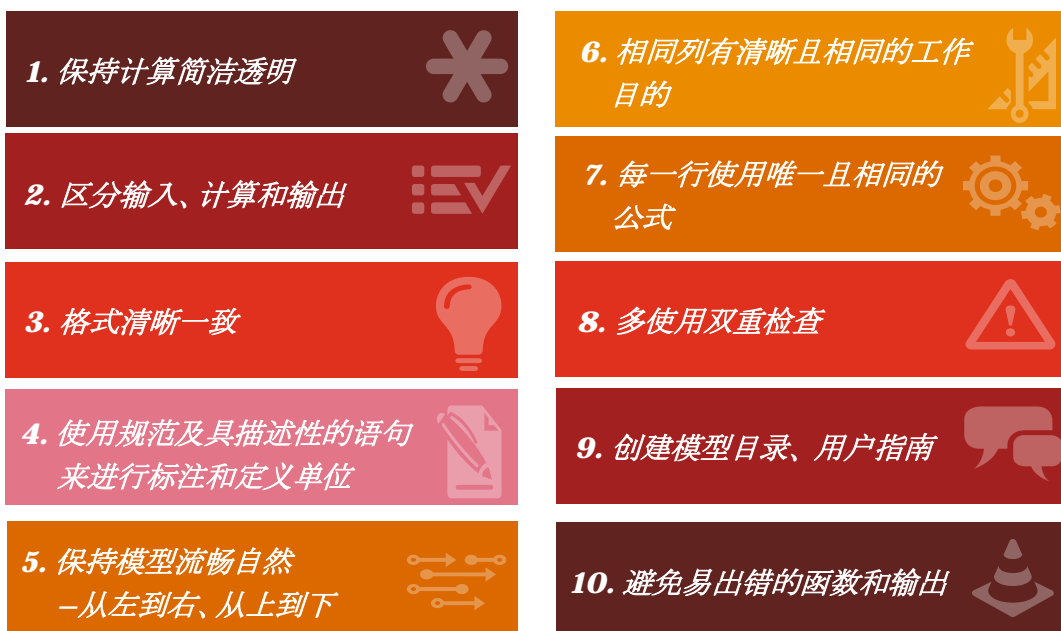 1. 保持计算简洁透明
2. 区分输入、计算和输出
3. 格式清晰一致
4. 使用规范及具描述性的语句
来进行标注和定义单位
5. 保持模型流畅自然
–从左到右、从上到下
6. 相同列有清晰且相同的工作
目的
7. 每一行使用唯一且相同的
公式
8. 多使用双重检查
9. 创建模型目录、用户指南
10. 避免易出错的函数和输出